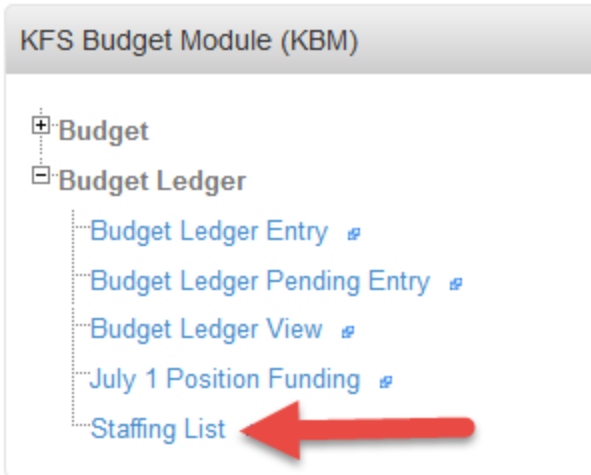 KFS Budget Module (KBM)
Budget
Budget Ledger
Budget Ledger Entry
Budget Ledger Pending Entry
Budget Ledger View
July 1 Position Funding
Staffing List